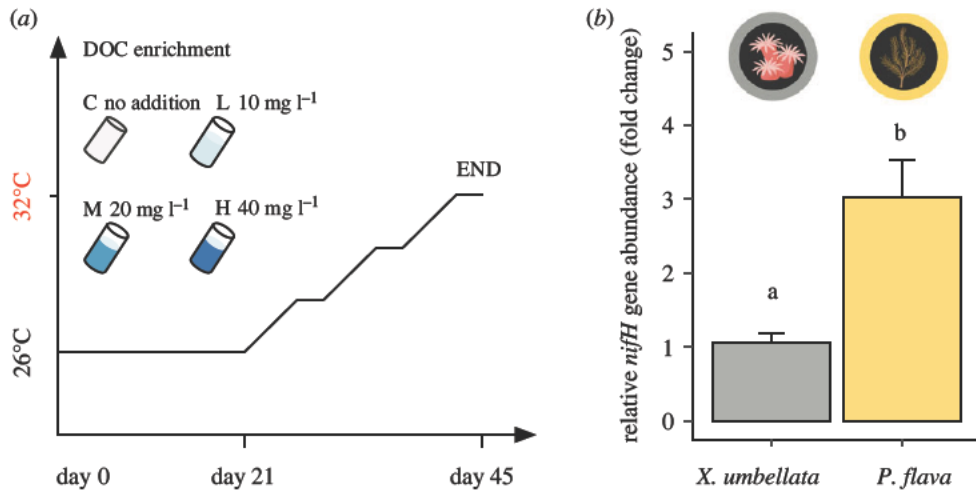 (a)
DOC enrichment
C no addition L 10 mg l⁻¹
M 20 mg l⁻¹ H 40 mg l⁻¹
END
32°C
26°C
day 0 day 21 day 45
(b)
relative nifH gene abundance (fold change)
5
4
3
2
1
0
a
b
X. umbellata P. flava